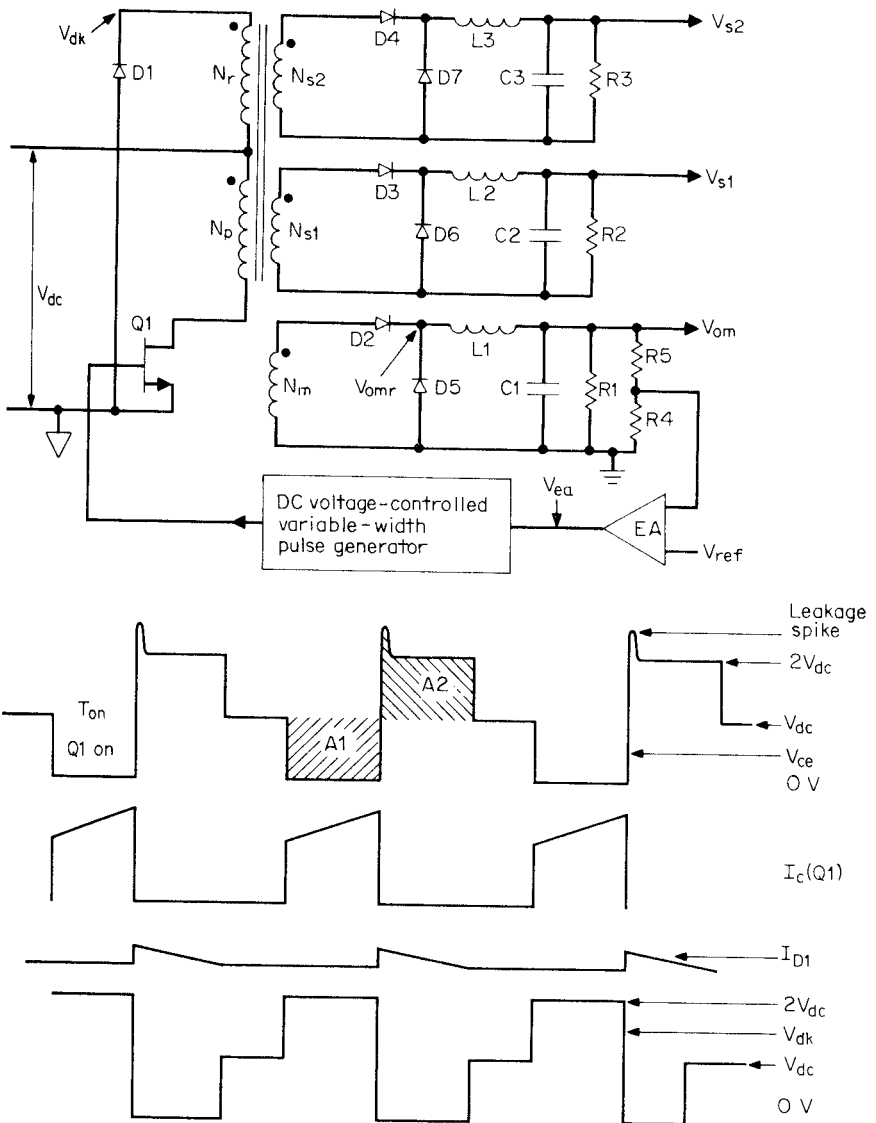 Vdk
D1
Nr
Ns2
D4
D7
L3
C3
R3
Vs2
Vdc
Np
Ns1
D3
D6
L2
C2
R2
Vs1
Q1
Nm
D2
Vomr
D5
L1
C1
R1
R5
R4
Vom
DC voltage-controlled
variable-width
pulse generator
Vea
EA
Vref
Leakage
spike
2Vdc
Ton
Q1 on
A1
A2
Vdc
Vce
0 V
Ic(Q1)
ID1
2Vdc
Vdk
Vdc
0 V